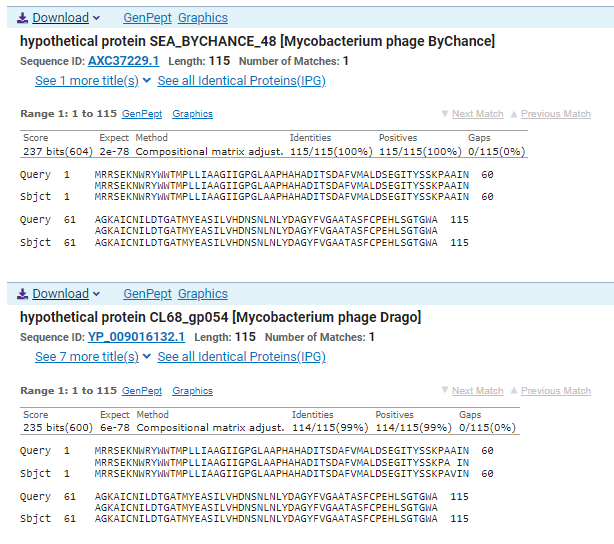 Download GenPept Graphics
hypothetical protein SEA_BYCHANCE_48 [Mycobacterium phage ByChance]
Sequence ID: AXC37229.1 Length: 115 Number of Matches: 1
See 1 more title(s) See all Identical Proteins(IPG)
Range 1: 1 to 115 GenPept Graphics Next Match Previous Match
Score Expect Method Identities Positives Gaps
237 bits(604) 2e-78 Compositional matrix adjust. 115/115(100%) 115/115(100%) 0/115(0%)
Query 1 MRRSEKNWRYWWTMPLLIAAGIIGPGLAAPHAHADITSDAFVMALDSEGITYSSKPAAIN 60
MRRSEKNWRYWWTMPLLIAAGIIGPGLAAPHAHADITSDAFVMALDSEGITYSSKPAAIN
Sbjct 1 MRRSEKNWRYWWTMPLLIAAGIIGPGLAAPHAHADITSDAFVMALDSEGITYSSKPAAIN 60
Query 61 AGKAICNILDTGATMYEASILVHDNSNLNLYDAGYFVGAATASFCPEHLSGTGWA 115
AGKAICNILDTGATMYEASILVHDNSNLNLYDAGYFVGAATASFCPEHLSGTGWA
Sbjct 61 AGKAICNILDTGATMYEASILVHDNSNLNLYDAGYFVGAATASFCPEHLSGTGWA 115
Download GenPept Graphics
hypothetical protein CL68_gp054 [Mycobacterium phage Drago]
Sequence ID: YP_009016132.1 Length: 115 Number of Matches: 1
See 7 more title(s) See all Identical Proteins(IPG)
Range 1: 1 to 115 GenPept Graphics Next Match Previous Match
Score Expect Method Identities Positives Gaps
235 bits(600) 6e-78 Compositional matrix adjust. 114/115(99%) 114/115(99%) 0/115(0%)
Query 1 MRRSEKNWRYWWTMPLLIAAGIIGPGLAAPHAHADITSDAFVMALDSEGITYSSKPAAIN 60
MRRSEKNWRYWWTMPLLIAAGIIGPGLAAPHAHADITSDAFVMALDSEGITYSSKPA IN
Sbjct 1 MRRSEKNWRYWWTMPLLIAAGIIGPGLAAPHAHADITSDAFVMALDSEGITYSSKPAVIN 60
Query 61 AGKAICNILDTGATMYEASILVHDNSNLNLYDAGYFVGAATASFCPEHLSGTGWA 115
AGKAICNILDTGATMYEASILVHDNSNLNLYDAGYFVGAATASFCPEHLSGTGWA
Sbjct 61 AGKAICNILDTGATMYEASILVHDNSNLNLYDAGYFVGAATASFCPEHLSGTGWA 115